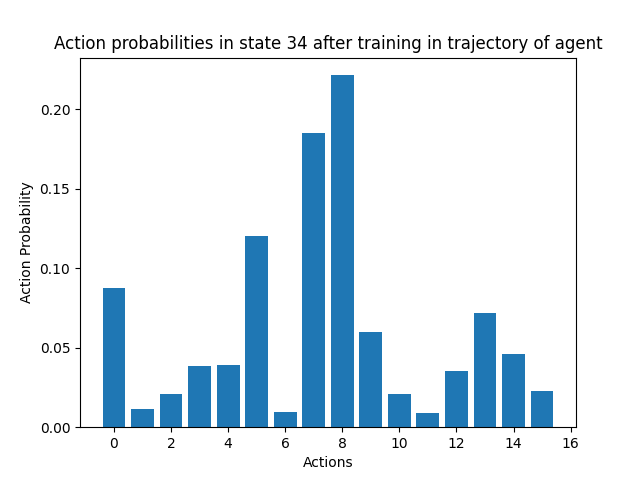 Action probabilities in state 34 after training in trajectory of agent
Action Probability
0.20
0.15
0.10
0.05
0.00
0 2 4 6 8 10 12 14 16
Actions